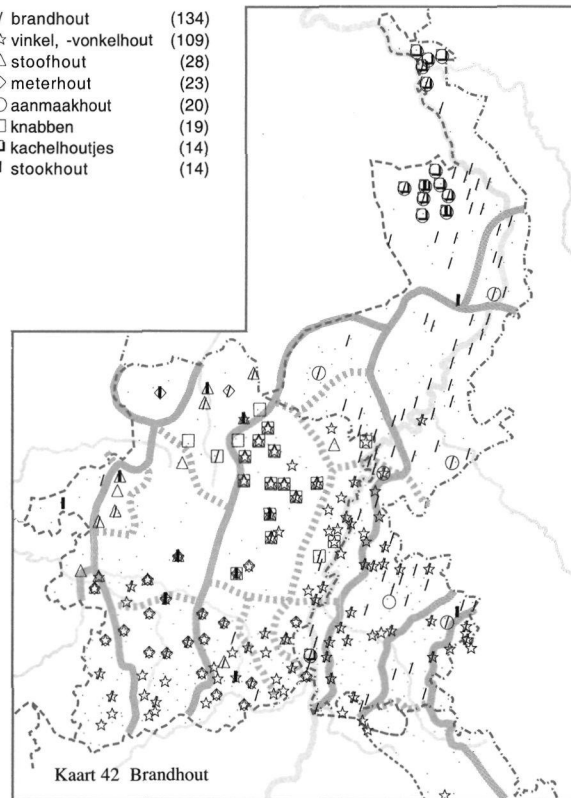 brandhout (134)
vinkel, -vonkelhout (109)
stoofhout (28)
meterhout (23)
aanmaakhout (20)
knabben (19)
kachelhoutjes (14)
stookhout (14)
Kaart 42 Brandhout